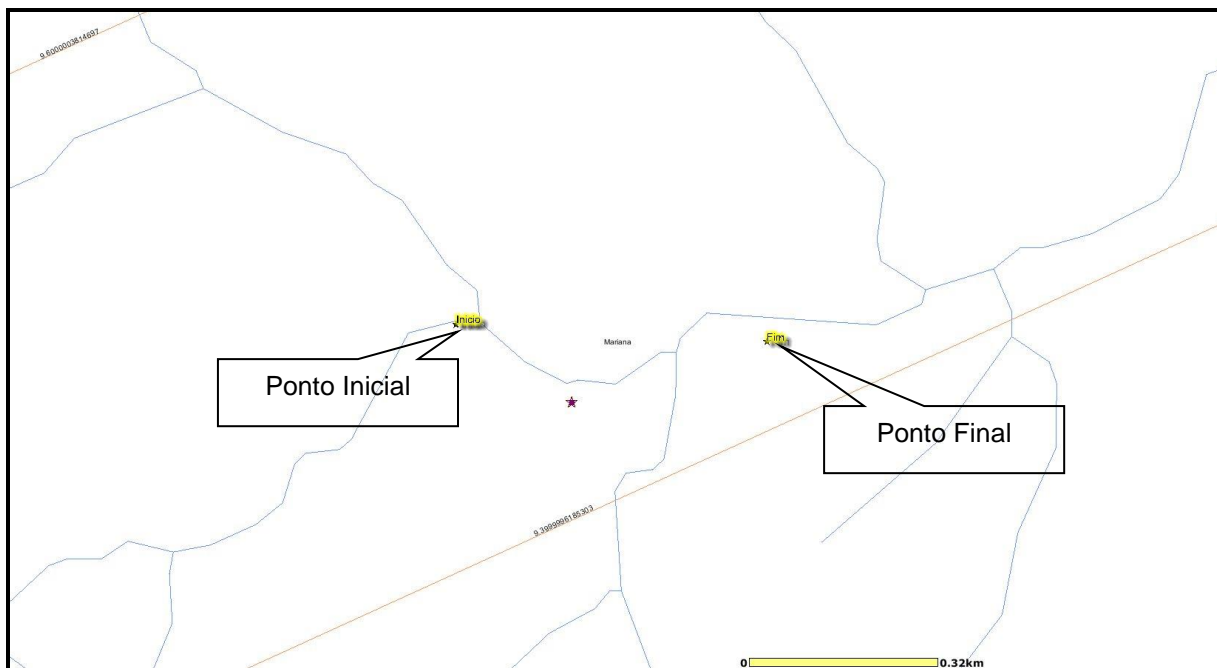 9.6000003814697
Inicio
Mariana
Fim
Ponto Inicial
Ponto Final
9.3999996185303
0
0.32km